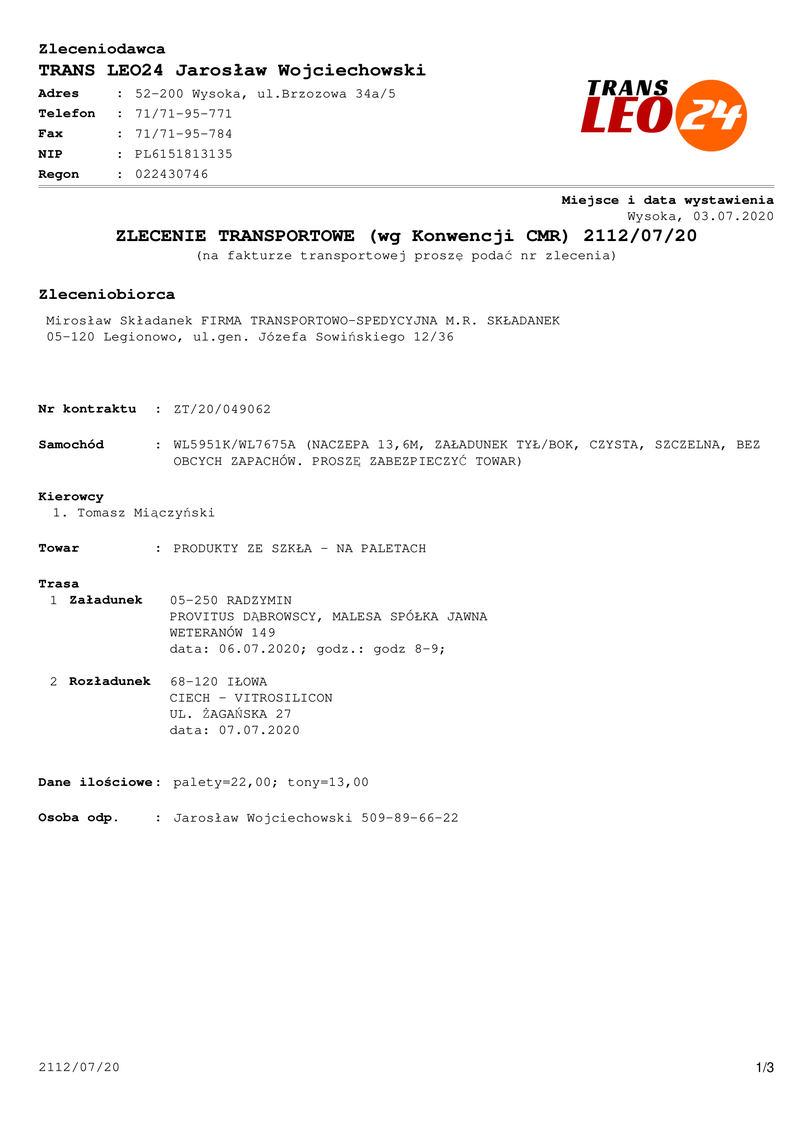 Zleceniodawca
TRANS LEO24 Jarosław Wojciechowski
Adres : 52-200 Wysoka, ul.Brzozowa 34a/5
Telefon : 71/71-95-771
Fax : 71/71-95-784
NIP : PL6151813135
Regon : 022430746
TRANS
LEO 24
Miejsce i data wystawienia
Wysoka, 03.07.2020
ZLECENIE TRANSPORTOWE (wg Konwencji CMR) 2112/07/20
(na fakturze transportowej proszę podać nr zlecenia)
Zleceniobiorca
Mirosław Składanek FIRMA TRANSPORTOWO-SPEDYCYJNA M.R. SKŁADANEK
05-120 Legionowo, ul.gen. Józefa Sowińskiego 12/36
Nr kontraktu : ZT/20/049062
Samochód : WL5951K/WL7675A (NACZEPA 13,6M, ZAŁADUNEK TYŁ/BOK, CZYSTA, SZCZELNA, BEZ
OBCYCH ZAPACHÓW. PROSZĘ ZABEZPIECZYĆ TOWAR)
Kierowcy
1. Tomasz Miączyński
Towar : PRODUKTY ZE SZKŁA - NA PALETACH
Trasa
1 Załadunek 05-250 RADZYMIN
PROVITUS DĄBROWSCY, MALESA SPÓŁKA JAWNA
WETERANÓW 149
data: 06.07.2020; godz.: godz 8-9;
2 Rozładunek 68-120 IŁOWA
CIECH - VITROSILICON
UL. ŻAGAŃSKA 27
data: 07.07.2020
Dane ilościowe: palety=22,00; tony=13,00
Osoba odp. : Jarosław Wojciechowski 509-89-66-22
2112/07/20
1/3